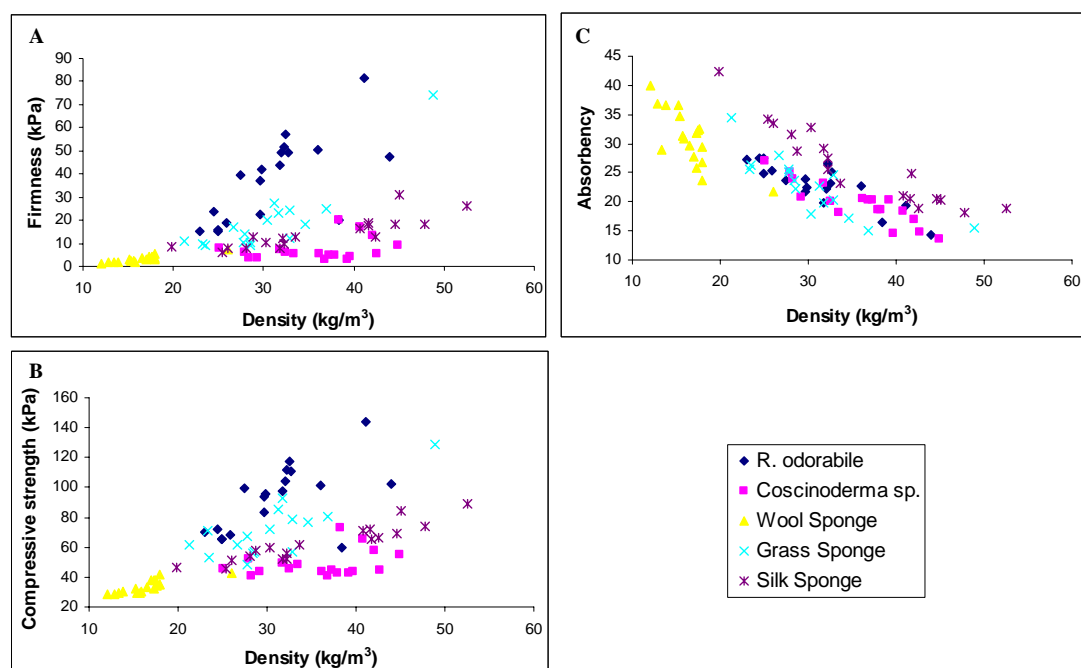 A
Firmness (kPa)
90
80
70
60
50
40
30
20
10
0
10 20 30 40 50 60
Density (kg/m³)
C
Absorbency
45
40
35
30
25
20
15
10
10 20 30 40 50 60
Density (kg/m³)
B
Compressive strength (kPa)
160
140
120
100
80
60
40
20
10 20 30 40 50 60
Density (kg/m³)
R. odorabile
Coscinoderma sp.
Wool Sponge
Grass Sponge
Silk Sponge